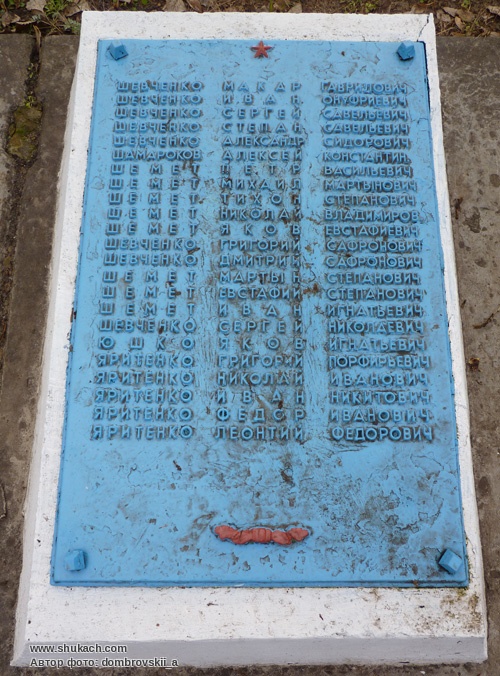 ШЕВЧЕНКО МАКАР ГАВРИЛОВИЧ
ШЕВЧЕНКО ИВАН ОНУФРИЕВИЧ
ШЕВЧЕНКО СЕРГЕЙ САВЕЛЬЕВИЧ
ШЕВЧЕНКО СТЕПАН САВЕЛЬЕВИЧ
ШЕВЧЕНКО АЛЕКСАНДР СИДОРОВИЧ
ШАМАРОКОВ АЛЕКСЕЙ КОНСТАНТИН.
ШЕМЕТ ПЕТР ВАСИЛЬЕВИЧ
ШЕМЕТ МИХАИЛ МАРТЫНОВИЧ
ШЕМЕТ ТИХОН СТЕПАНОВИЧ
ШЕМЕТ НИКОЛАЙ ВЛАДИМИРОВ.
ШЕМЕТ ЯКОВ ЕВСТАФИЕВИЧ
ШЕВЧЕНКО ГРИГОРИЙ САФРОНОВИЧ
ШЕВЧЕНКО ДМИТРИЙ САФРОНОВИЧ
ШЕМЕТ МАРТЫН СТЕПАНОВИЧ
ШЕМЕТ ЕВСТАФИЙ СТЕПАНОВИЧ
ШЕМЕТ ИВАН ИГНАТЬЕВИЧ
ШЕВЧЕНКО СЕРГЕЙ НИКОЛАЕВИЧ
ЮШКО ЯКОВ ИГНАТЬЕВИЧ
ЯРИТЕНКО ГРИГОРИЙ ПОРФИРЬЕВИЧ
ЯРИТЕНКО НИКОЛАЙ ИВАНОВИЧ
ЯРИТЕНКО ИВАН НИКИТОВИЧ
ЯРИТЕНКО ФЕДОР ИВАНОВИЧ
ЯРИТЕНКО ЛЕОНТИЙ ФЕДОРОВИЧ
www.shukach.com
Автор фото: dombrovskii_a